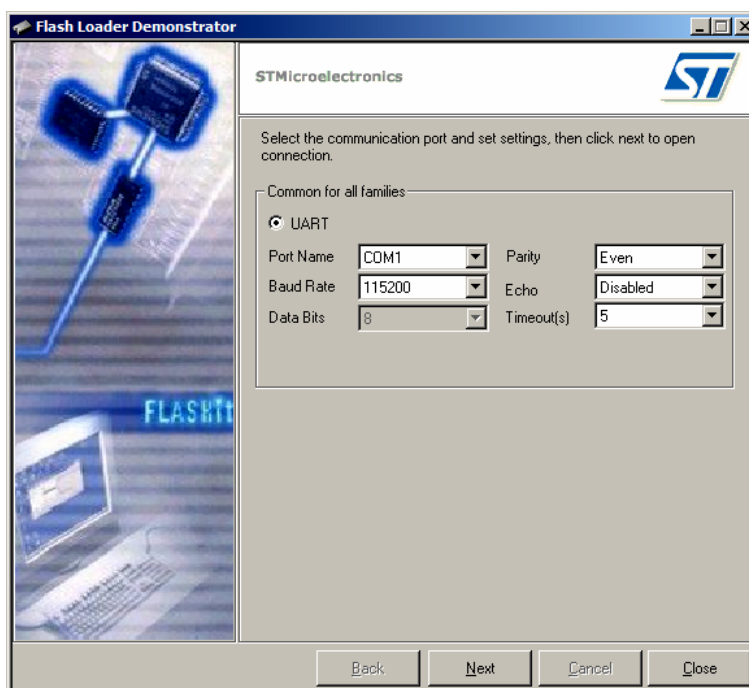 Flash Loader Demonstrator
STMicroelectronics
ST
Select the communication port and set settings, then click next to open
connection.
Common for all families
UART
Port Name COM1 Parity Even
Baud Rate 115200 Echo Disabled
Data Bits 8 Timeout(s) 5
FLASHit
Back Next Cancel Close